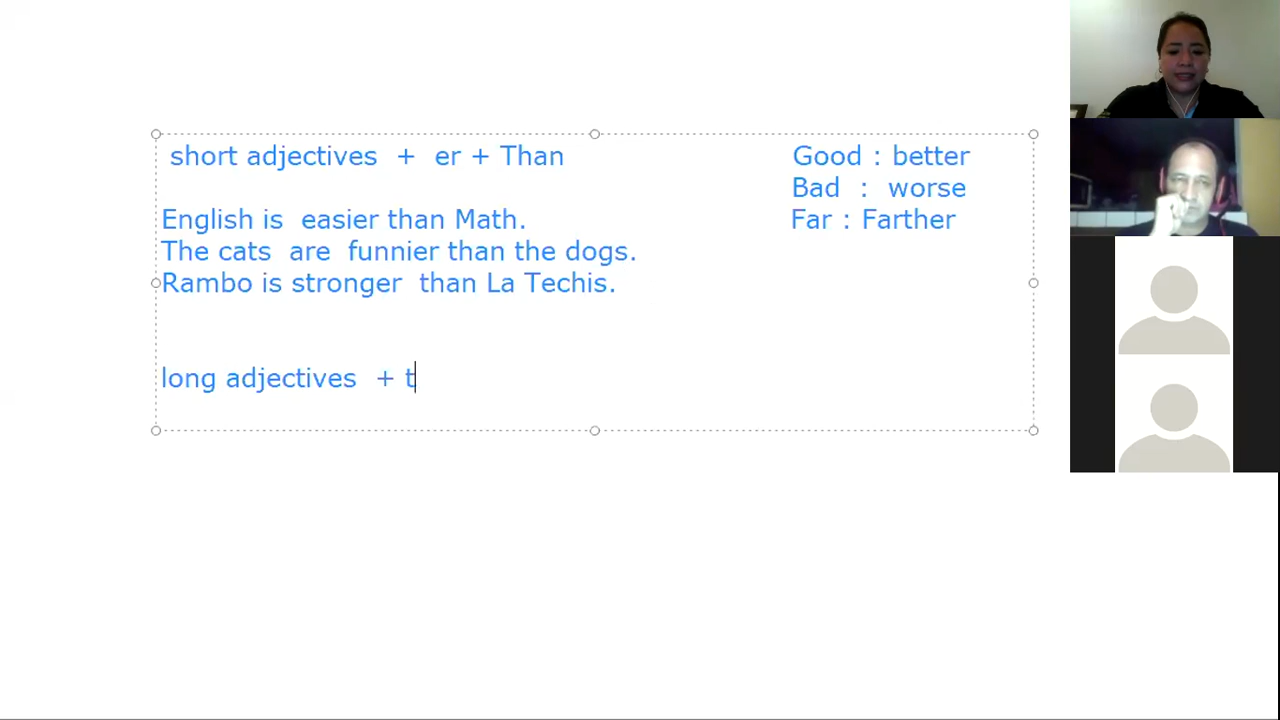 short adjectives + er + Than
Good : better
Bad : worse
English is easier than Math.
Far : Farther
The cats are funnier than the dogs.
Rambo is stronger than La Techis.
long adjectives + t